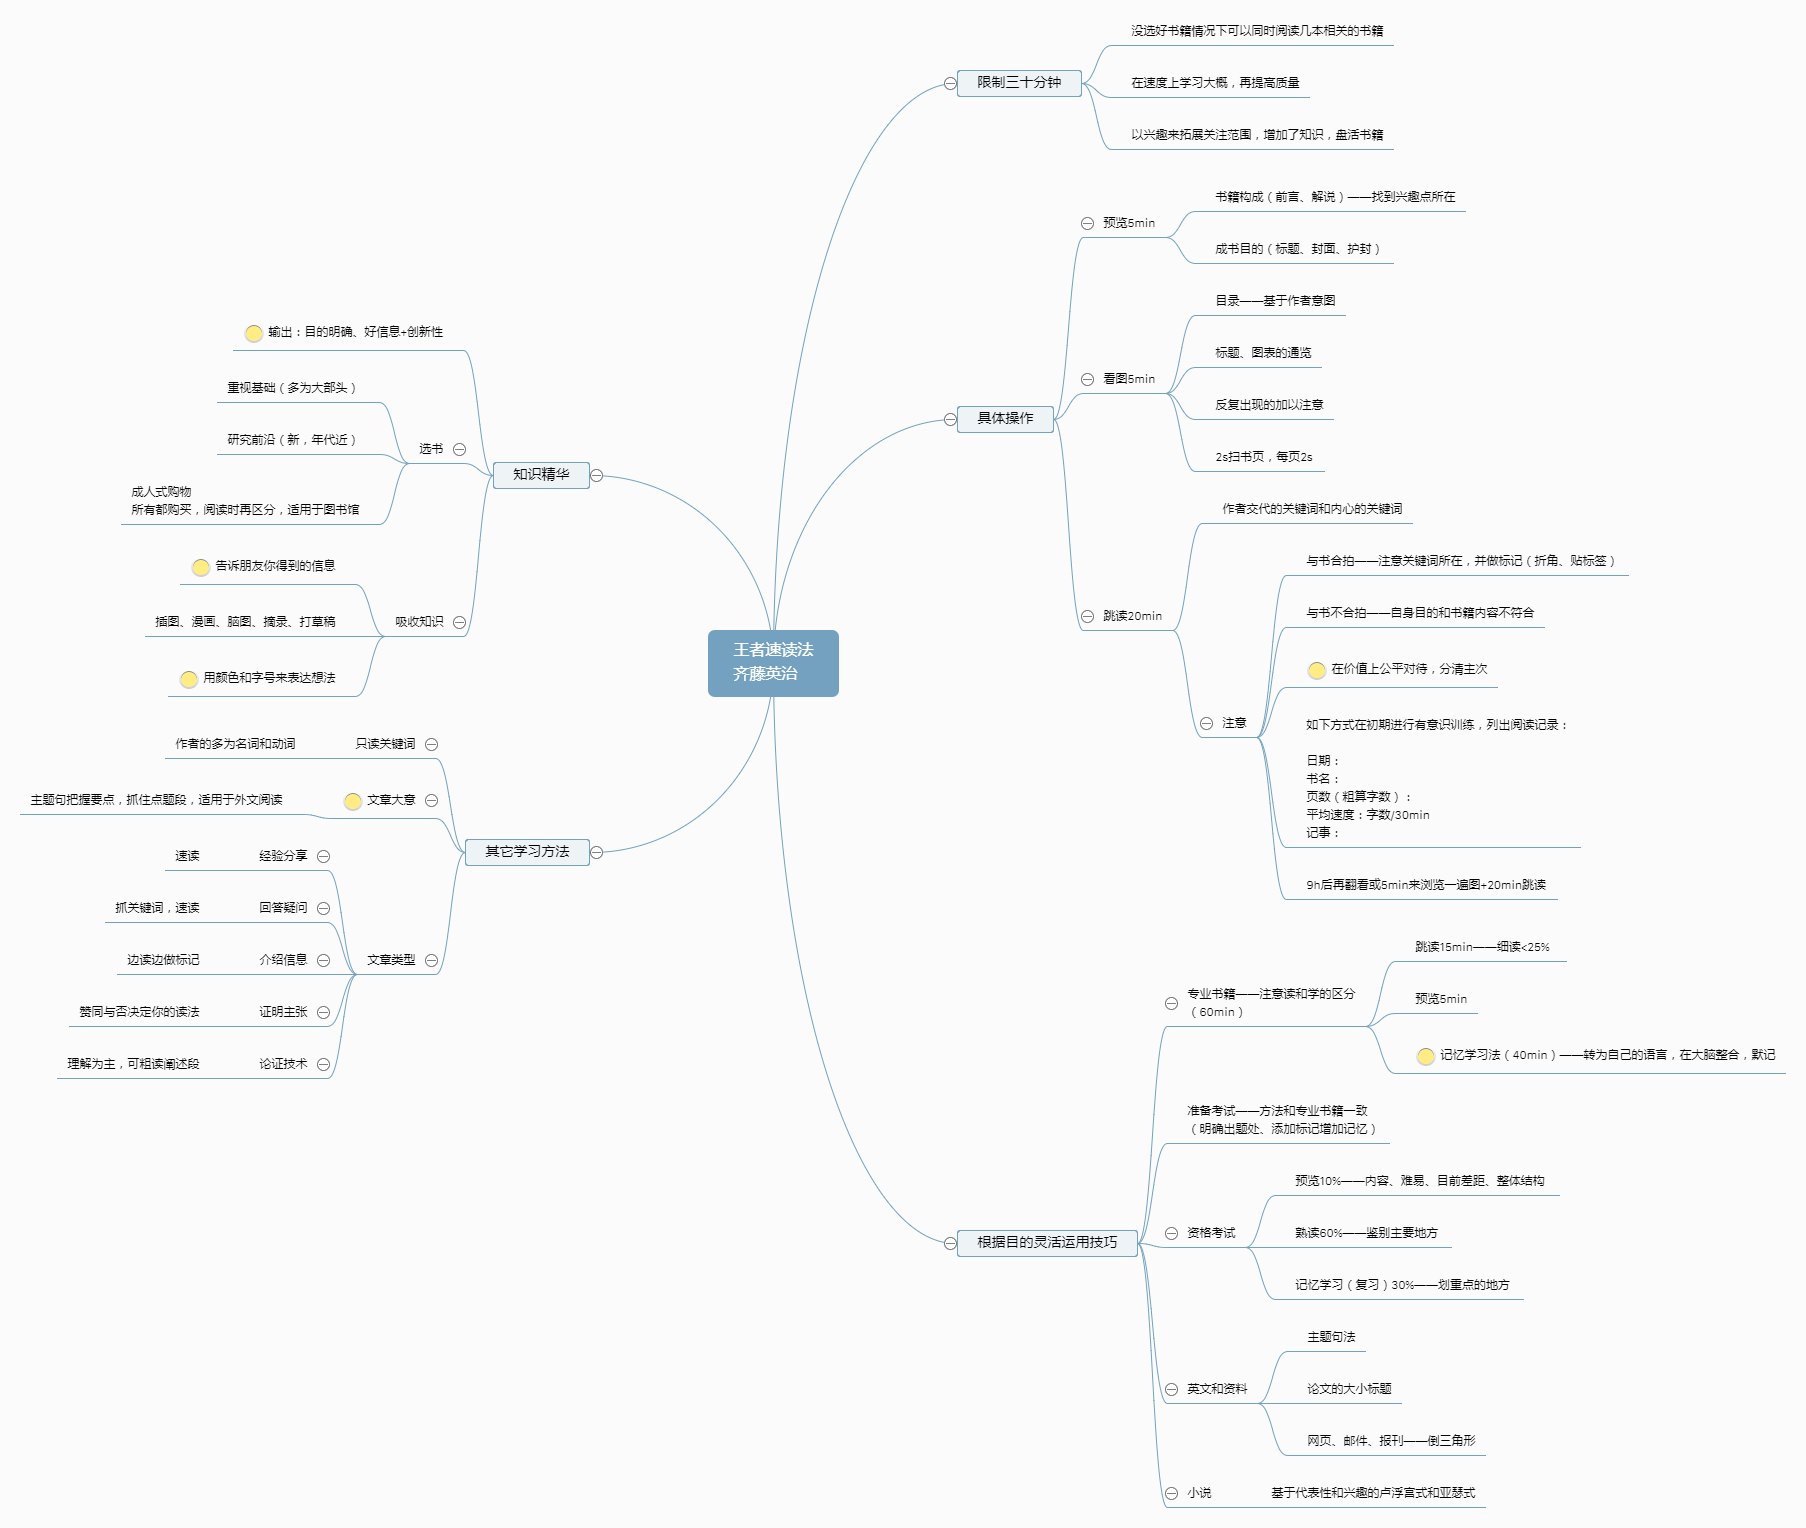 王者速读法
齐藤英治
限制三十分钟
没选好书籍情况下可以同时阅读几本相关的书籍
在速度上学习大概，再提高质量
以兴趣来拓展关注范围，增加了知识，盘活书籍
具体操作
预览5min
书籍构成（前言、解说）——找到兴趣点所在
成书目的（标题、封面、护封）
看图5min
目录——基于作者意图
标题、图表的通览
反复出现的加以注意
2s扫书页，每页2s
跳读20min
作者交代的关键词和内心的关键词
注意
与书合拍——注意关键词所在，并做标记（折角、贴标签）
与书不合拍——自身目的和书籍内容不符合
在价值上公平对待，分清主次
如下方式在初期进行有意识训练，列出阅读记录：
日期：
书名：
页数（粗算字数）：
平均速度：字数/30min
记事：
9h后再翻看或5min来浏览一遍图+20min跳读
根据目的灵活运用技巧
专业书籍——注意读和学的区分
（60min）
跳读15min——细读<25%
预览5min
记忆学习法（40min）——转为自己的语言，在大脑整合，默记
准备考试——方法和专业书籍一致
（明确出题处、添加标记增加记忆）
资格考试
预览10%——内容、难易、目前差距、整体结构
熟读60%——鉴别主要地方
记忆学习（复习）30%——划重点的地方
英文和资料
主题句法
论文的大小标题
网页、邮件、报刊——倒三角形
小说
基于代表性和兴趣的卢浮宫式和亚瑟式
知识精华
输出：目的明确、好信息+创新性
选书
重视基础（多为大部头）
研究前沿（新，年代近）
成人式购物
所有都购买，阅读时再区分，适用于图书馆
吸收知识
告诉朋友你得到的信息
插图、漫画、脑图、摘录、打草稿
用颜色和字号来表达想法
其它学习方法
只读关键词
作者的多为名词和动词
文章大意
主题句把握要点，抓住点题段，适用于外文阅读
文章类型
经验分享
速读
回答疑问
抓关键词，速读
介绍信息
边读边做标记
证明主张
赞同与否决定你的读法
论证技术
理解为主，可粗读阐述段